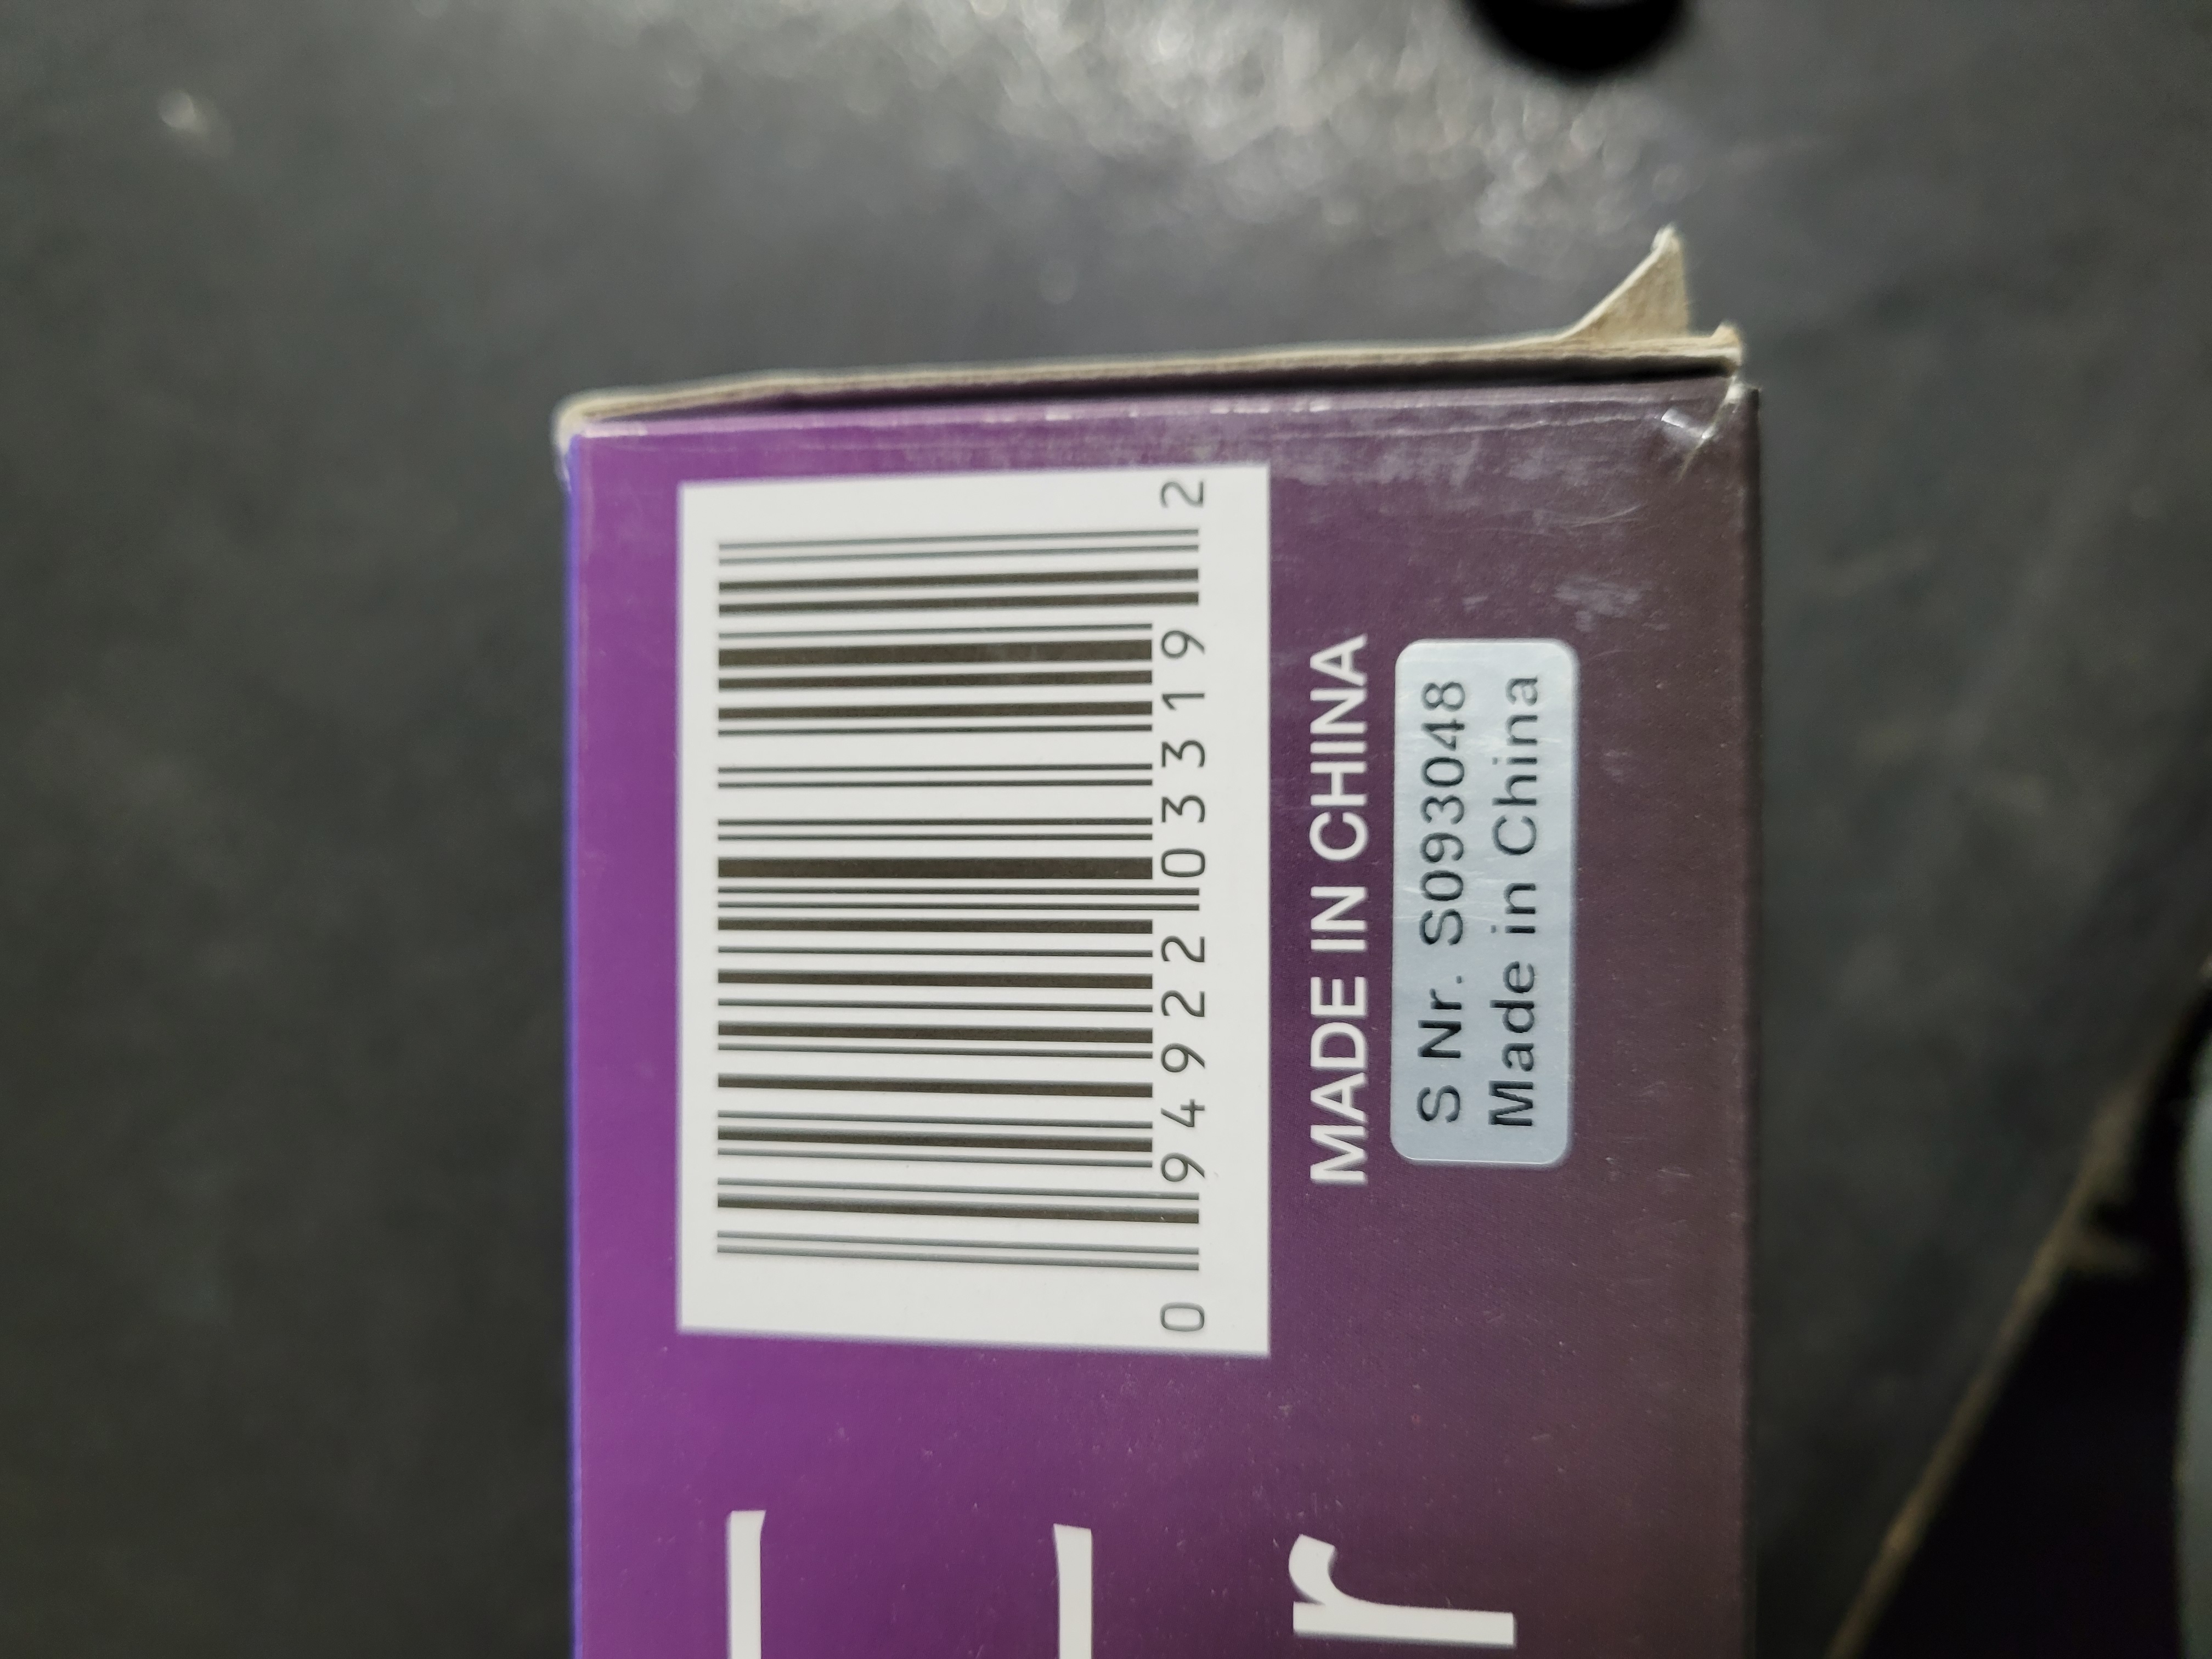 0 94922 03319 2
MADE IN CHINA
S Nr. S093048
Made in China
r